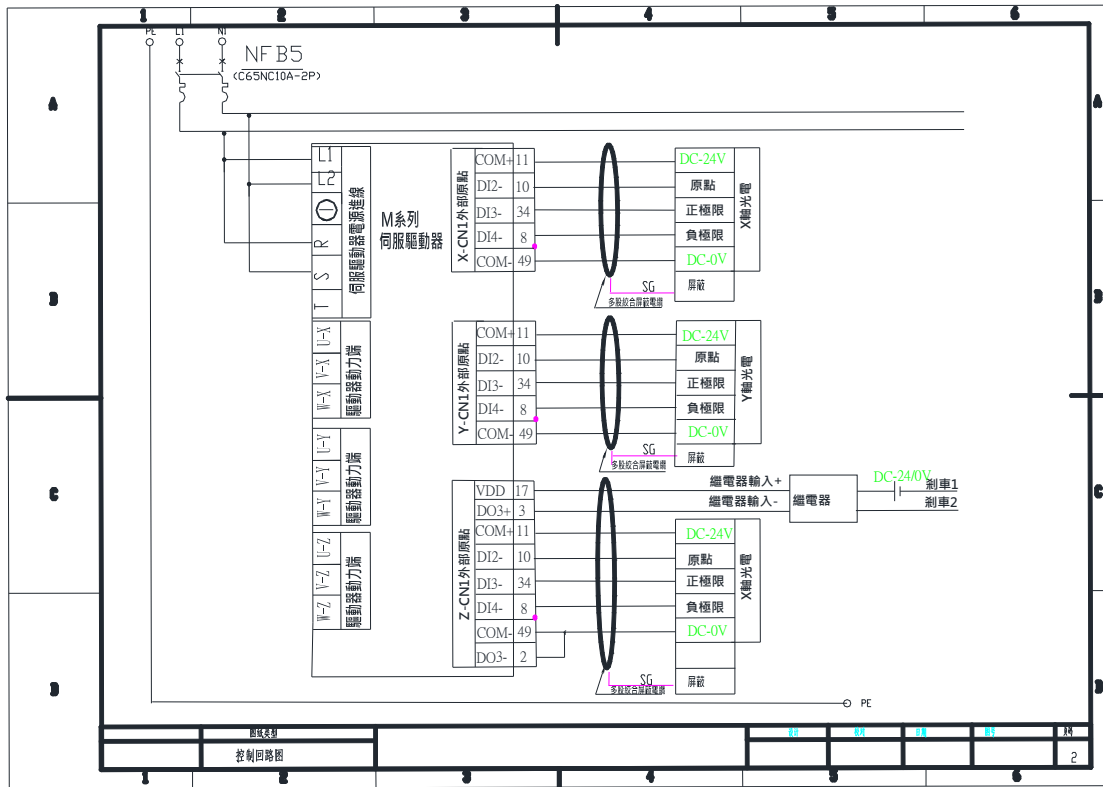 1 2 3 4 5 6
PE L1 N1
NFB5
(C65NC10A-2P)
A A
L1
L2
R
S
T
伺服驅動器電源進線
M系列
伺服驅動器
X-CN1外部原點
COM+ 11
DI2- 10
DI3- 34
DI4- 8
COM- 49
DC-24V
原點
正極限
負極限
DC-0V
屏蔽
X軸光電
SG
多股絞合屏蔽電纜
B B
U-X
V-X
W-X
驅動器動力端
Y-CN1外部原點
COM+ 11
DI2- 10
DI3- 34
DI4- 8
COM- 49
DC-24V
原點
正極限
負極限
DC-0V
屏蔽
Y軸光電
SG
多股絞合屏蔽電纜
U-Y
V-Y
W-Y
驅動器動力端
C C
Z-CN1外部原點
VDD 17
DO3+ 3
COM+ 11
DI2- 10
DI3- 34
DI4- 8
COM- 49
DO3- 2
繼電器輸入+
繼電器輸入-
繼電器
DC-24/0V
剎車1
剎車2
DC-24V
原點
正極限
負極限
DC-0V
屏蔽
X軸光電
SG
多股絞合屏蔽電纜
U-Z
V-Z
W-Z
驅動器動力端
D D
PE
图纸类型
控制回路图
2
1 2 3 4 5 6